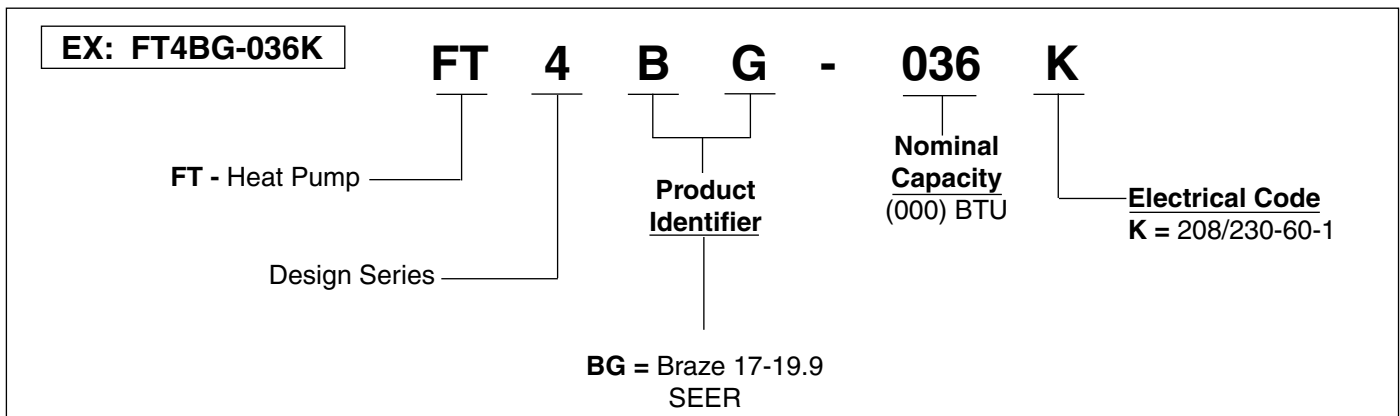 EX: FT4BG-036K
FT 4 B G - 036 K
FT - Heat Pump
Design Series
Product
Identifier
BG = Braze 17-19.9
SEER
Nominal
Capacity
(000) BTU
Electrical Code
K = 208/230-60-1